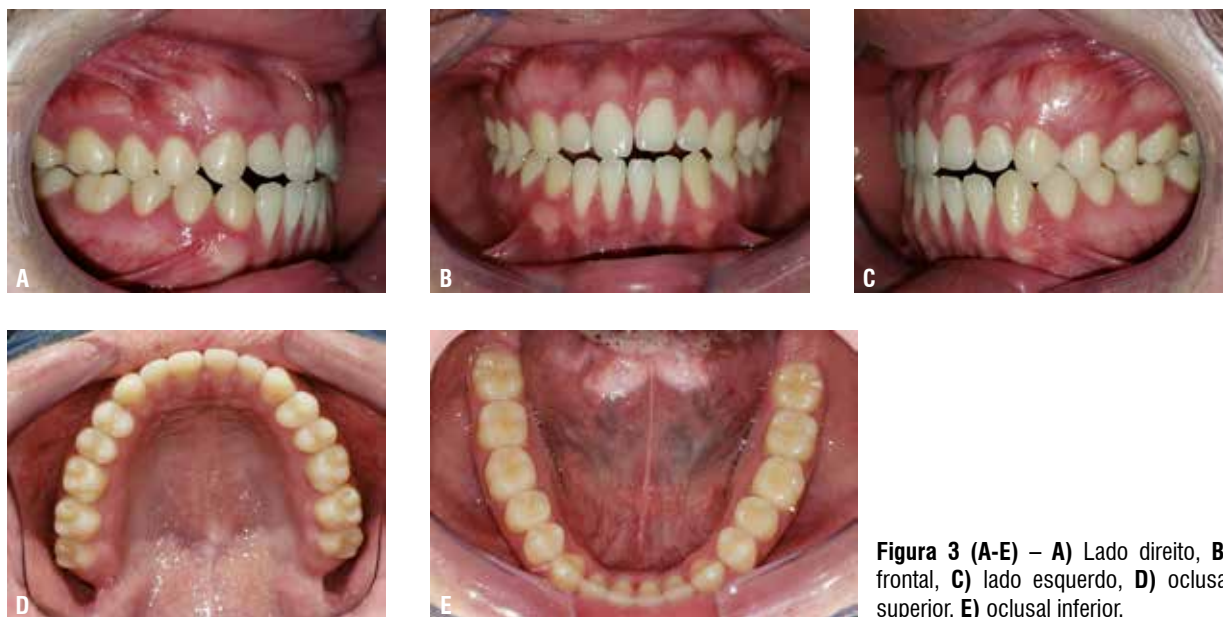 A
B
C
D
E
Figura 3 (A-E) – A) Lado direito, B
frontal, C) lado esquerdo, D) oclusa
superior, E) oclusal inferior.